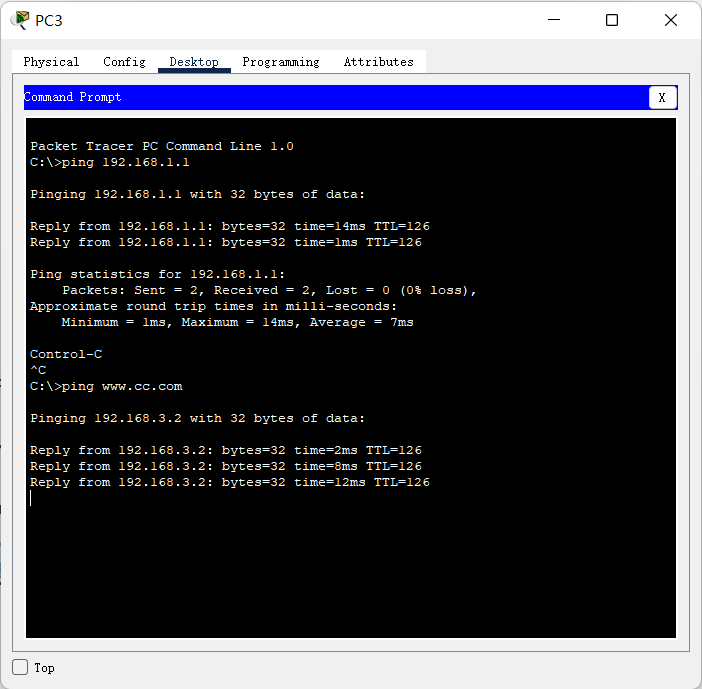 PC3
Physical Config Desktop Programming Attributes
Command Prompt
X
Packet Tracer PC Command Line 1.0
C:\>ping 192.168.1.1
Pinging 192.168.1.1 with 32 bytes of data:
Reply from 192.168.1.1: bytes=32 time=14ms TTL=126
Reply from 192.168.1.1: bytes=32 time=1ms TTL=126
Ping statistics for 192.168.1.1:
Packets: Sent = 2, Received = 2, Lost = 0 (0% loss),
Approximate round trip times in milli-seconds:
Minimum = 1ms, Maximum = 14ms, Average = 7ms
Control-C
^C
C:\>ping www.cc.com
Pinging 192.168.3.2 with 32 bytes of data:
Reply from 192.168.3.2: bytes=32 time=2ms TTL=126
Reply from 192.168.3.2: bytes=32 time=8ms TTL=126
Reply from 192.168.3.2: bytes=32 time=12ms TTL=126
Top